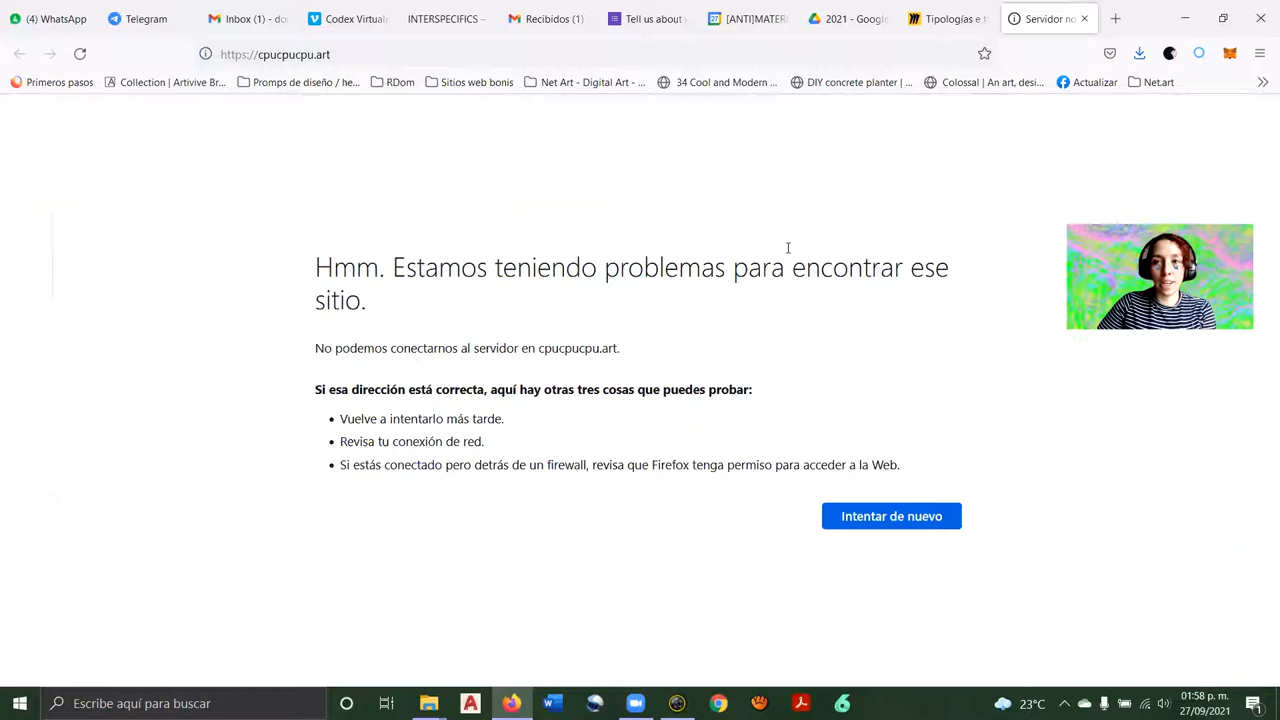 (4) WhatsApp
Telegram
Inbox (1) - do
Codex Virtual
INTERSPECIFICS –
Recibidos (1)
Tell us about
[ANTI]MATER
2021 - Google
Tipologías e
Servidor no
https://cpucpucpu.art
Primeros pasos
Collection | Artivive Br...
Promps de diseño / he...
RDom
Sitios web bonis
Net Art - Digital Art - ...
34 Cool and Modern ...
DIY concrete planter | ...
Colossal | An art, desi...
Actualizar
Net.art
Hmm. Estamos teniendo problemas para encontrar ese
sitio.
No podemos conectarnos al servidor en cpucpucpu.art.
Si esa dirección está correcta, aquí hay otras tres cosas que puedes probar:
• Vuelve a intentarlo más tarde.
• Revisa tu conexión de red.
• Si estás conectado pero detrás de un firewall, revisa que Firefox tenga permiso para acceder a la Web.
Intentar de nuevo
Escribe aquí para buscar
23°C
01:58 p. m.
27/09/2021